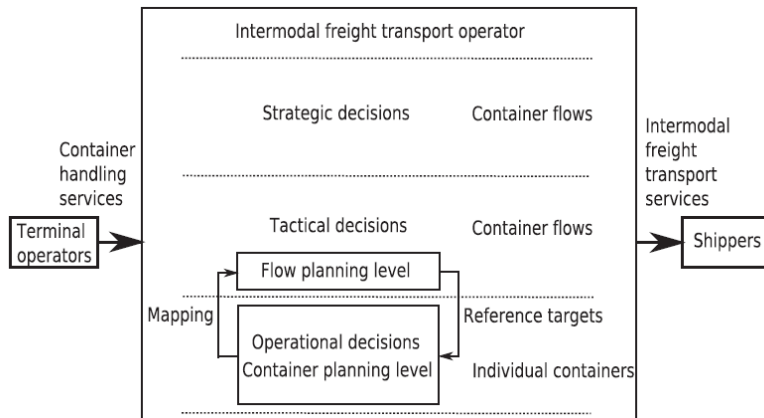 Intermodal freight transport operator
Strategic decisions
Container flows
Container
handling
services
Intermodal
freight
transport
services
Terminal
operators
Tactical decisions
Container flows
Shippers
Flow planning level
Mapping
Reference targets
Operational decisions
Container planning level
Individual containers